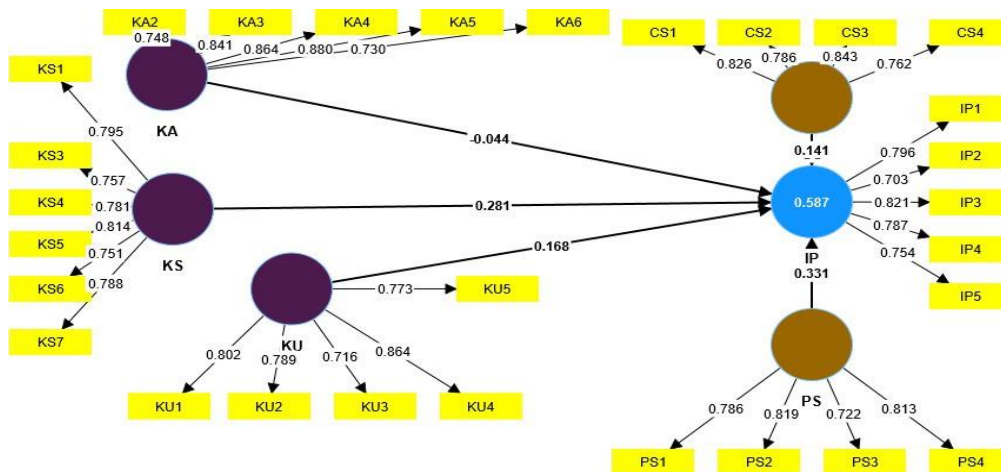 KA2
KA3
KA4
KA5
KA6
0.748
0.841
0.864
0.880
0.730
KA
KS1
KS3
KS4
KS5
KS6
KS7
0.795
0.757
0.781
0.814
0.751
0.788
KS
-0.044
0.281
0.168
KU
0.773
KU5
0.802
0.789
0.716
0.864
KU1
KU2
KU3
KU4
CS1
CS2
CS3
CS4
0.826
0.786
0.843
0.762
0.141
0.587
IP
0.331
0.796
0.703
0.821
0.787
0.754
IP1
IP2
IP3
IP4
IP5
PS
0.786
0.819
0.722
0.813
PS1
PS2
PS3
PS4